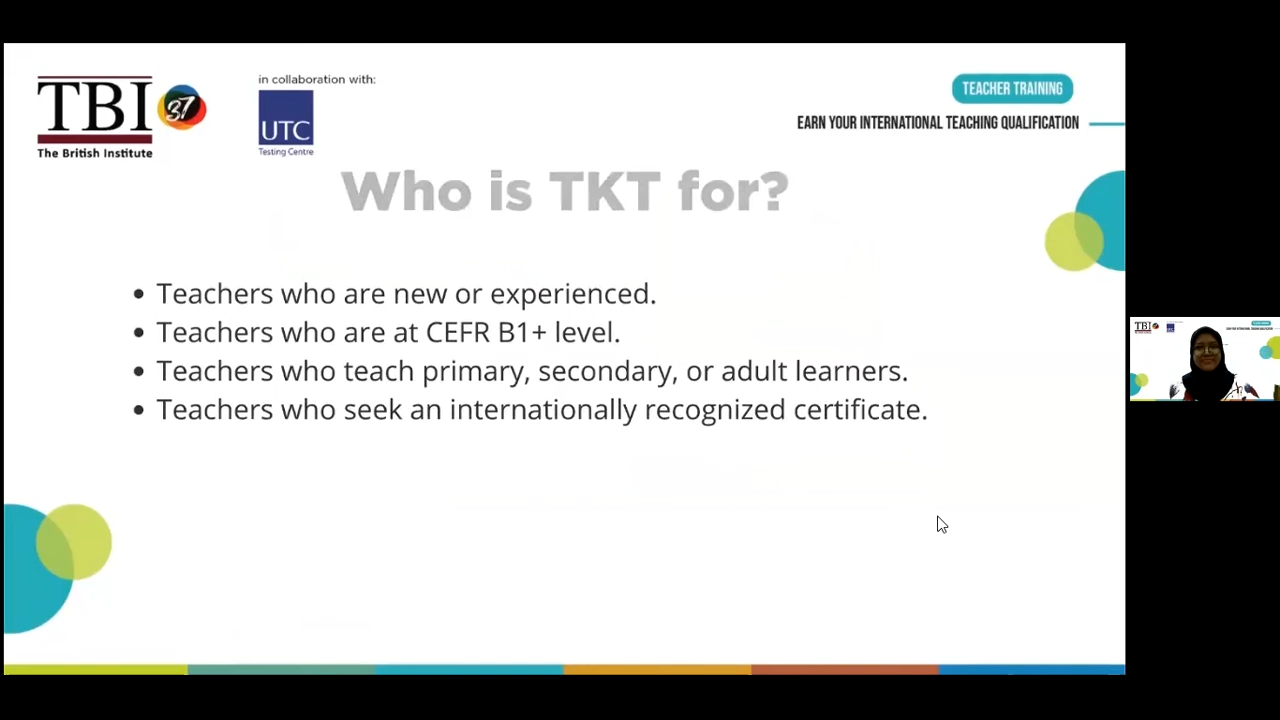 TBI
37
The British Institute
in collaboration with:
UTC
Testing Centre
TEACHER TRAINING
EARN YOUR INTERNATIONAL TEACHING QUALIFICATION
Who is TKT for?
• Teachers who are new or experienced.
• Teachers who are at CEFR B1+ level.
• Teachers who teach primary, secondary, or adult learners.
• Teachers who seek an internationally recognized certificate.
TBI